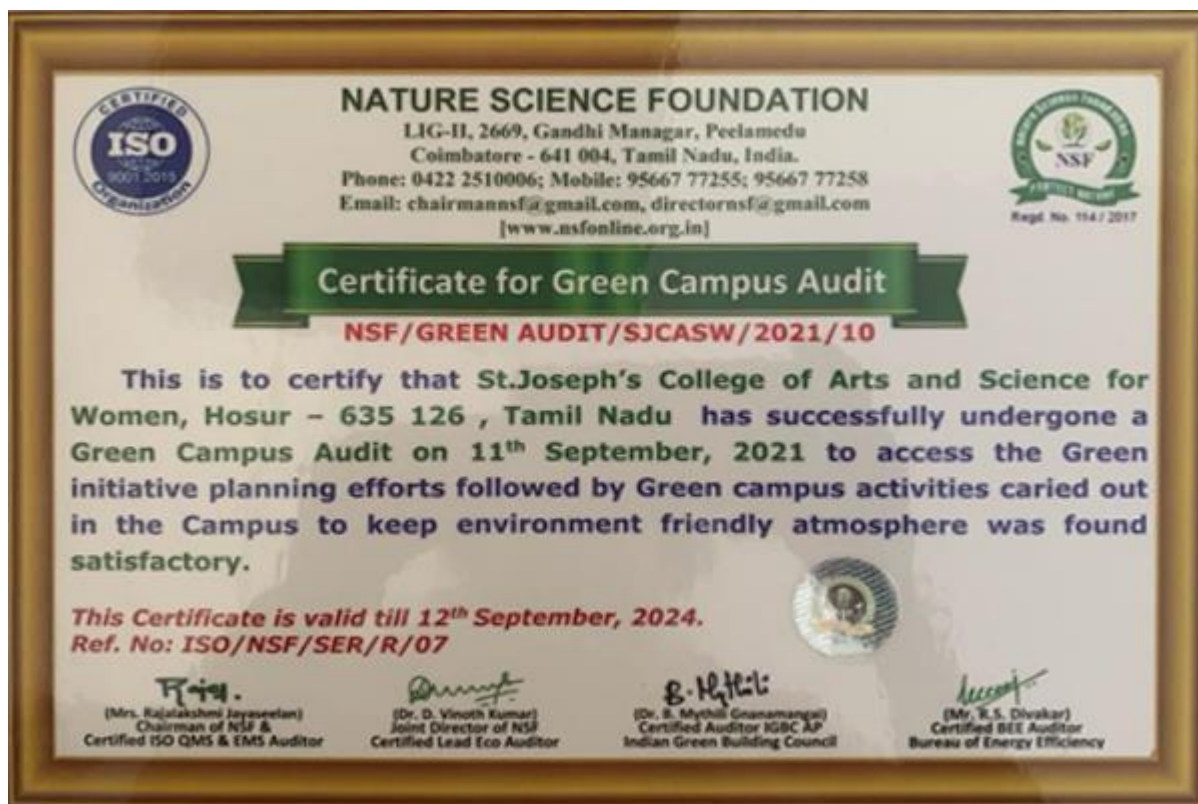 CERTIFIED
ISO
9001:2015
Organization
NATURE SCIENCE FOUNDATION
LIG-II, 2669, Gandhi Managar, Peelamedu
Coimbatore - 641 004, Tamil Nadu, India.
Phone: 0422 2510006; Mobile: 95667 77255; 95667 77258
Email: chairmannsf@gmail.com, directornsf@gmail.com
[www.nsfonline.org.in]
NATURE SCIENCE FOUNDATION
NSF
PROTECT NATURE
Regd. No. 114 / 2017
Certificate for Green Campus Audit
NSF/GREEN AUDIT/SJCASW/2021/10
This is to certify that St.Joseph's College of Arts and Science for
Women, Hosur – 635 126 , Tamil Nadu has successfully undergone a
Green Campus Audit on 11th September, 2021 to access the Green
initiative planning efforts followed by Green campus activities caried out
in the Campus to keep environment friendly atmosphere was found
satisfactory.
This Certificate is valid till 12th September, 2024.
Ref. No: ISO/NSF/SER/R/07
B. Mythili
(Mrs. Rajalakshmi Jayaseelan)
Chairman of NSF &
Certified ISO QMS & EMS Auditor
(Dr. D. Vinoth Kumar)
Joint Director of NSF
Certified Lead Eco Auditor
(Dr. B. Mythili Gnanamangai)
Certified Auditor IGBC AP
Indian Green Building Council
(Mr. R.S. Divakar)
Certified BEE Auditor
Bureau of Energy Efficiency